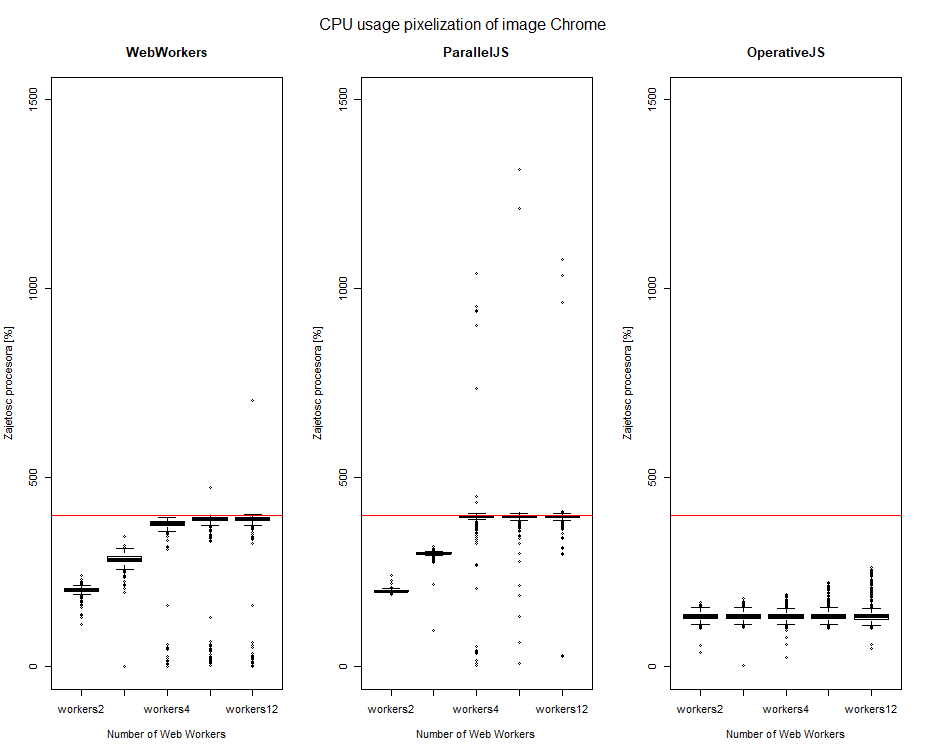 CPU usage pixelization of image Chrome
WebWorkers
ParallelJS
OperativeJS
Zajetosc procesora [%]
1500
1000
500
0
workers2
workers4
workers12
Number of Web Workers
Zajetosc procesora [%]
1500
1000
500
0
workers2
workers4
workers12
Number of Web Workers
Zajetosc procesora [%]
1500
1000
500
0
workers2
workers4
workers12
Number of Web Workers